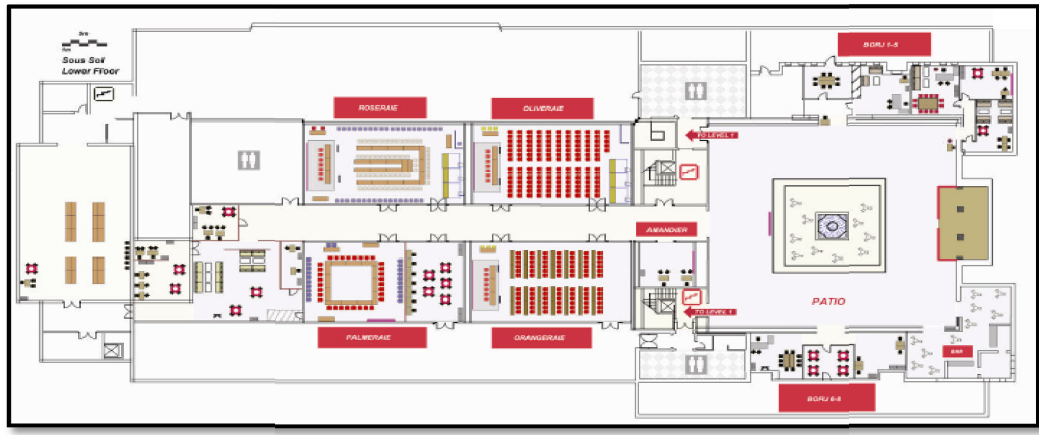 Sous Soil
Lower Floor
BORJ 1-5
ROSERAIE
OLIVERAIE
TO LEVEL 1
AMANDIER
PATIO
TO LEVEL 1
PALMERAIE
ORANGERAIE
BAR
BORJ 6-8